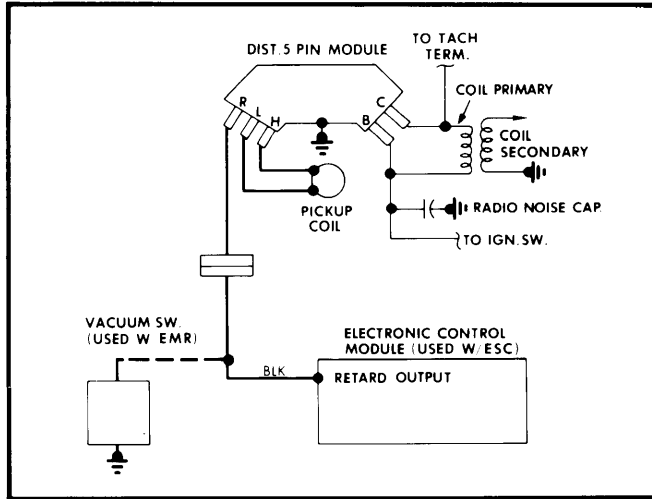 DIST. 5 PIN MODULE
TO TACH
TERM.
COIL PRIMARY
R
L
H
B
C
COIL
SECONDARY
PICKUP
COIL
RADIO NOISE CAP.
TO IGN. SW.
VACUUM SW.
(USED W EMR)
ELECTRONIC CONTROL
MODULE (USED W/ESC)
BLK
RETARD OUTPUT